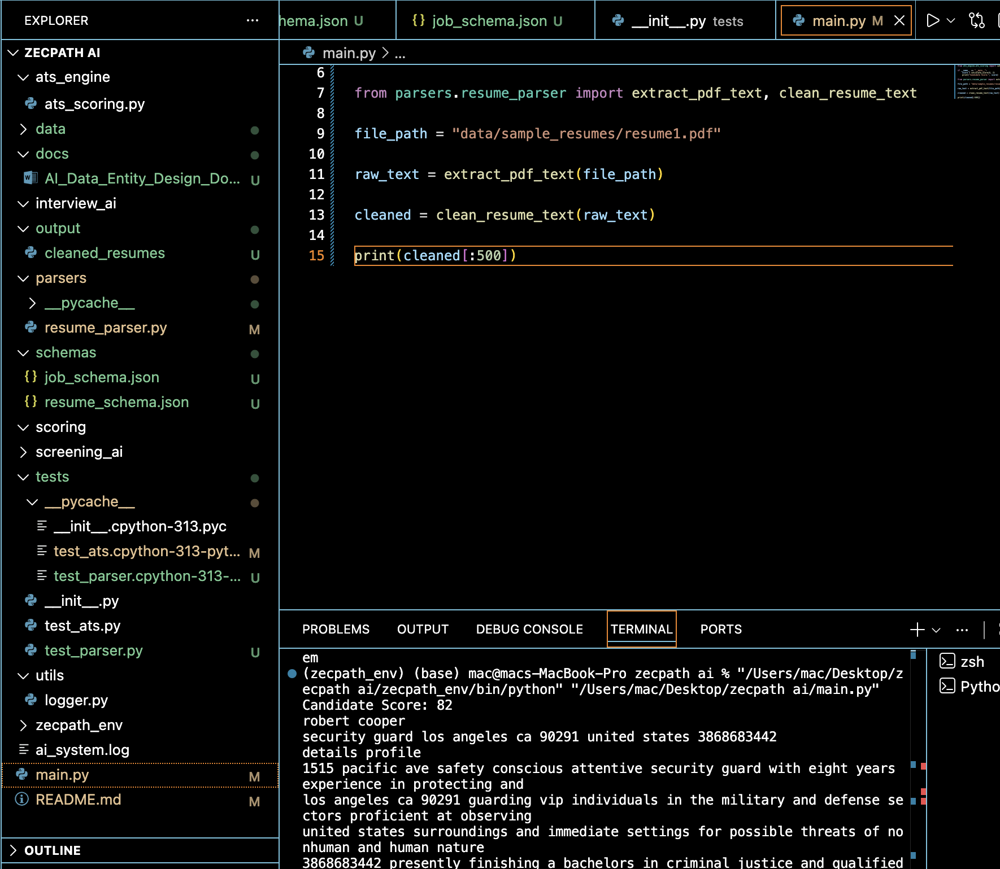 EXPLORER
ZECPATH AI
ats_engine
ats_scoring.py
data
docs
AI_Data_Entity_Design_Do... U
interview_ai
output
cleaned_resumes U
parsers
__pycache__
resume_parser.py M
schemas
job_schema.json U
resume_schema.json U
scoring
screening_ai
tests
__pycache__
__init__.cpython-313.pyc
test_ats.cpython-313-pyt... M
test_parser.cpython-313-... U
__init__.py
test_ats.py
test_parser.py U
utils
logger.py
zecpath_env
ai_system.log
main.py M
README.md M
OUTLINE
hema.json U
job_schema.json U
__init__.py tests
main.py M
main.py > ...
6
7 from parsers.resume_parser import extract_pdf_text, clean_resume_text
8
9 file_path = "data/sample_resumes/resume1.pdf"
10
11 raw_text = extract_pdf_text(file_path)
12
13 cleaned = clean_resume_text(raw_text)
14
15 print(cleaned[:500])
PROBLEMS OUTPUT DEBUG CONSOLE TERMINAL PORTS
em
(zecpath_env) (base) mac@macs-MacBook-Pro zecpath ai % "/Users/mac/Desktop/z
ecpath ai/zecpath_env/bin/python" "/Users/mac/Desktop/zecpath ai/main.py"
Candidate Score: 82
robert cooper
security guard los angeles ca 90291 united states 3868683442
details profile
1515 pacific ave safety conscious attentive security guard with eight years
experience in protecting and
los angeles ca 90291 guarding vip individuals in the military and defense se
ctors proficient at observing
united states surroundings and immediate settings for possible threats of no
nhuman and human nature
3868683442 presently finishing a bachelors in criminal justice and qualified
zsh
Pytho